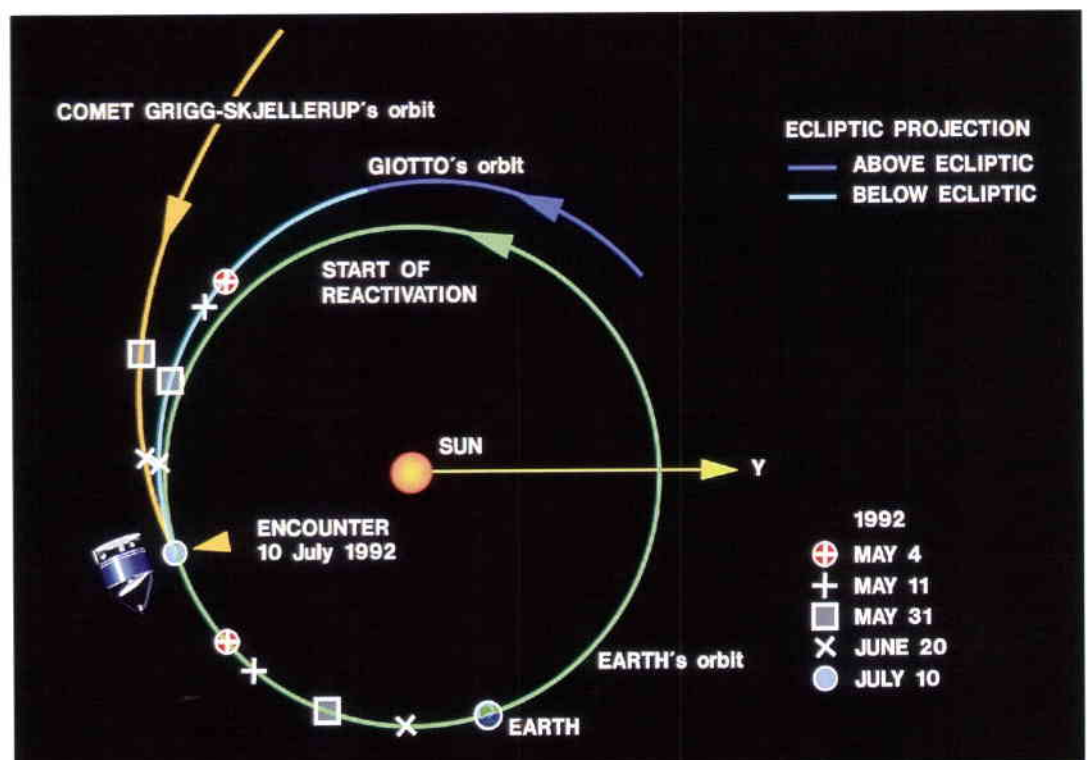 COMET GRIGG-SKJELLERUP's orbit
GIOTTO's orbit
ECLIPTIC PROJECTION
ABOVE ECLIPTIC
BELOW ECLIPTIC
START OF
REACTIVATION
SUN
Y
ENCOUNTER
10 July 1992
1992
MAY 4
MAY 11
MAY 31
JUNE 20
JULY 10
EARTH's orbit
EARTH